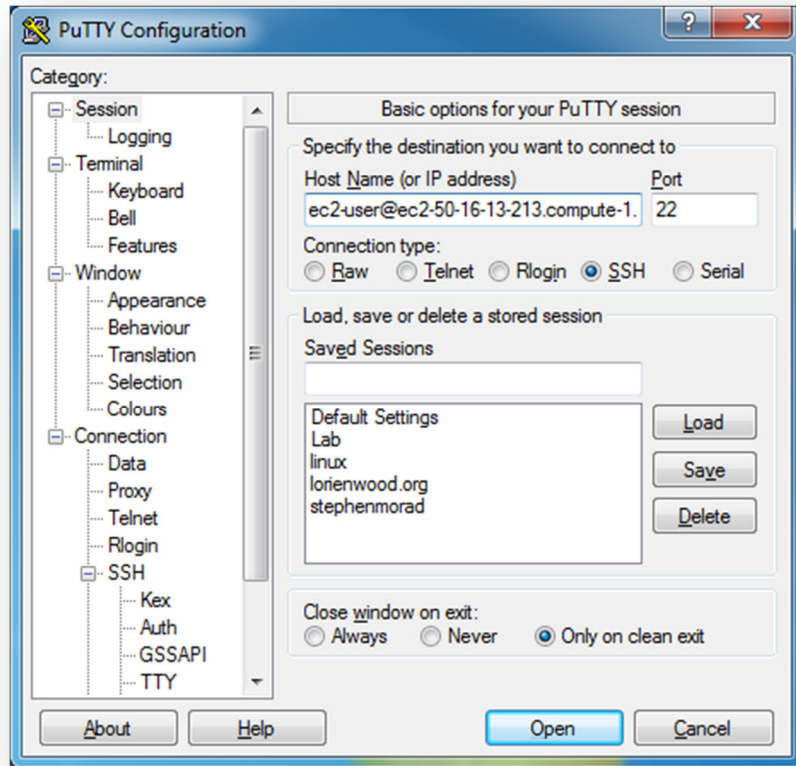 PuTTY Configuration
Category:
Session
Logging
Terminal
Keyboard
Bell
Features
Window
Appearance
Behaviour
Translation
Selection
Colours
Connection
Data
Proxy
Telnet
Rlogin
SSH
Kex
Auth
GSSAPI
TTY
Basic options for your PuTTY session
Specify the destination you want to connect to
Host Name (or IP address) Port
ec2-user@ec2-50-16-13-213.compute-1. 22
Connection type:
Raw Telnet Rlogin SSH Serial
Load, save or delete a stored session
Saved Sessions
Default Settings
Lab
linux
lorienwood.org
stephenmorad
Load
Save
Delete
Close window on exit:
Always Never Only on clean exit
About Help Open Cancel